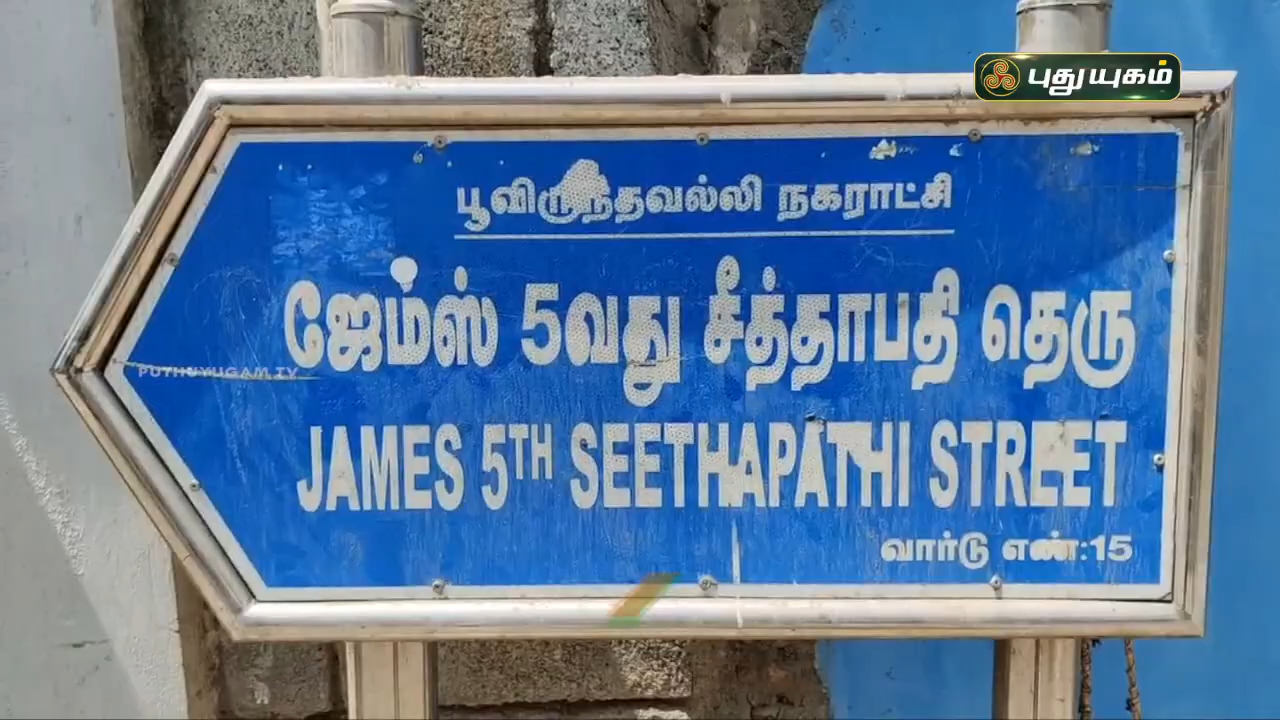 புதுயுகம்
பூவிருந்தவல்லி நகராட்சி
ஜேம்ஸ் 5வது சீத்தாபதி தெரு
PUTHUYUGAM.TV
JAMES 5TH SEETHAPATHI STREET
வார்டு எண்:15